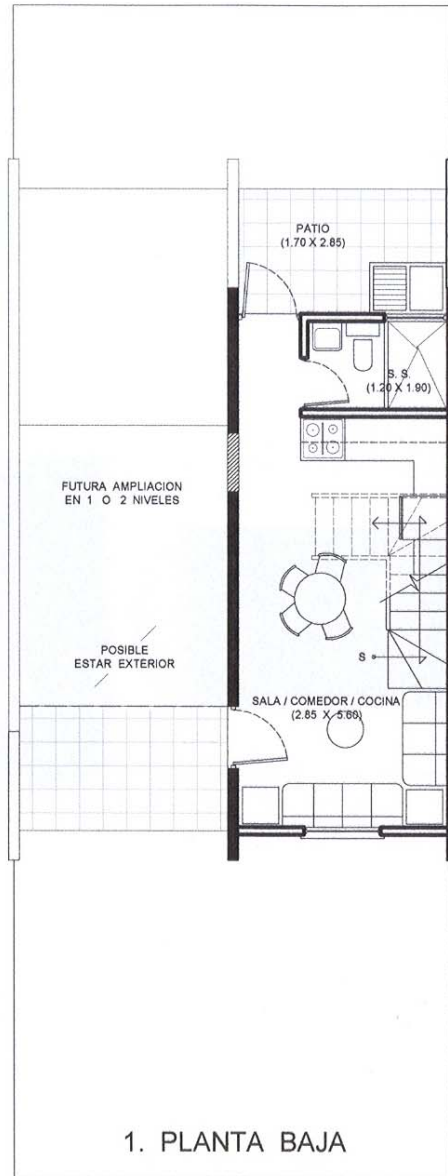 PATIO
(1.70 X 2.85)
S. S.
(1.20 X 1.90)
FUTURA AMPLIACION
EN 1 O 2 NIVELES
POSIBLE
ESTAR EXTERIOR
S
SALA / COMEDOR / COCINA
(2.85 X 5.60)
1. PLANTA BAJA